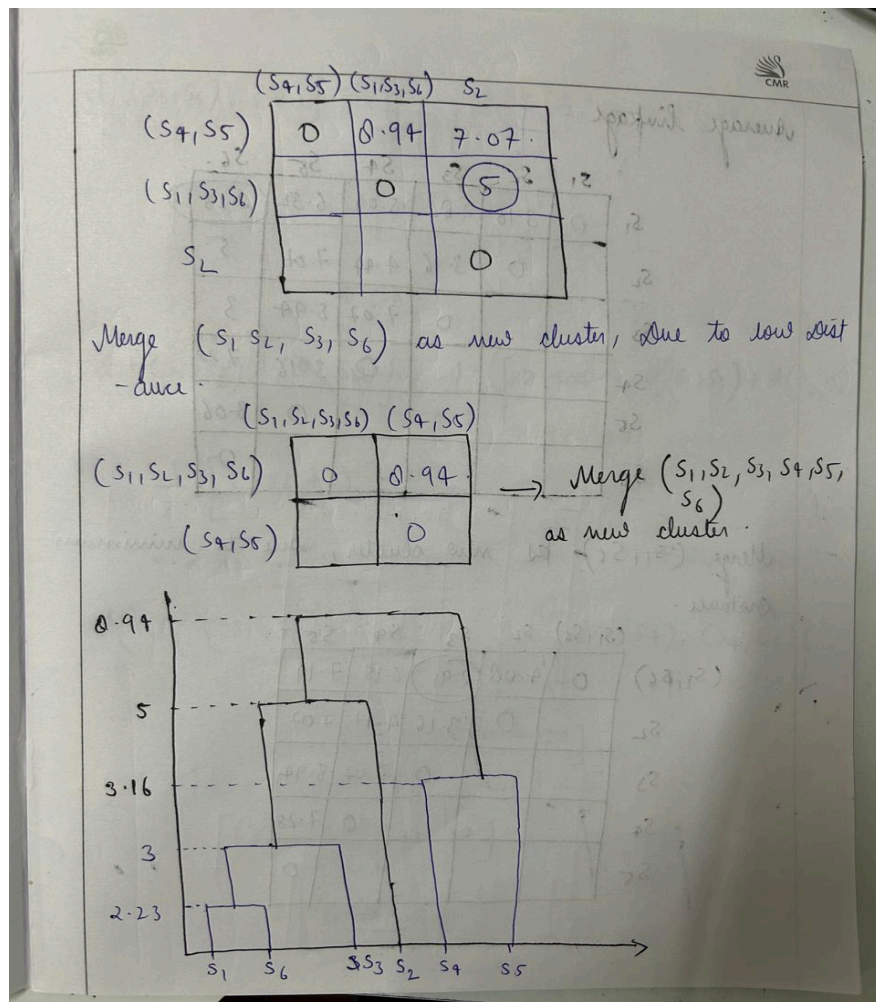 CMR
(S4,S5) (S1,S3,S6) S2
(S4,S5) 0 8.94 7.07.
(S1,S3,S6) 0 5
S2 0
Merge (S1 S2, S3, S6) as new cluster, Due to low Dist
-ance.
(S1,S2,S3,S6) (S4,S5)
(S1,S2,S3,S6) 0 8.94 → Merge (S1,S2,S3,S4,S5,
S6)
(S4,S5) 0 as new cluster.
8.94
5
3.16
3
2.23
S1 S6 S3 S2 S4 S5